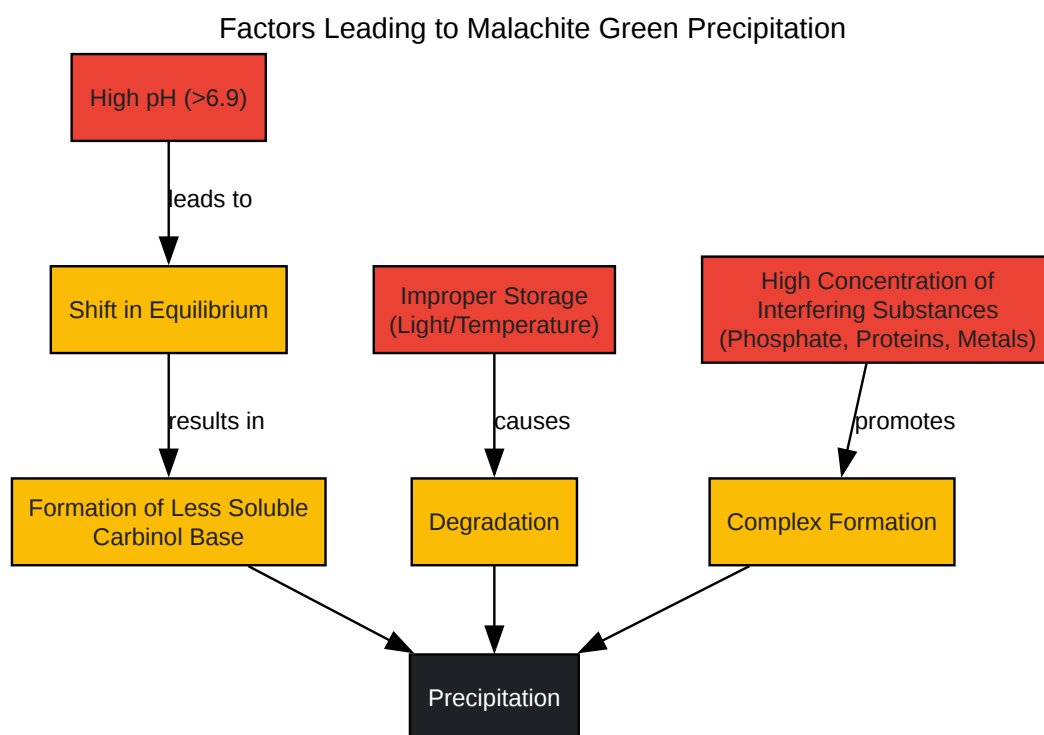 Factors Leading to Malachite Green Precipitation
High pH (>6.9)
leads to
Shift in Equilibrium
Improper Storage
(Light/Temperature)
High Concentration of
Interfering Substances
(Phosphate, Proteins, Metals)
results in
causes
promotes
Formation of Less Soluble
Carbinol Base
Degradation
Complex Formation
Precipitation